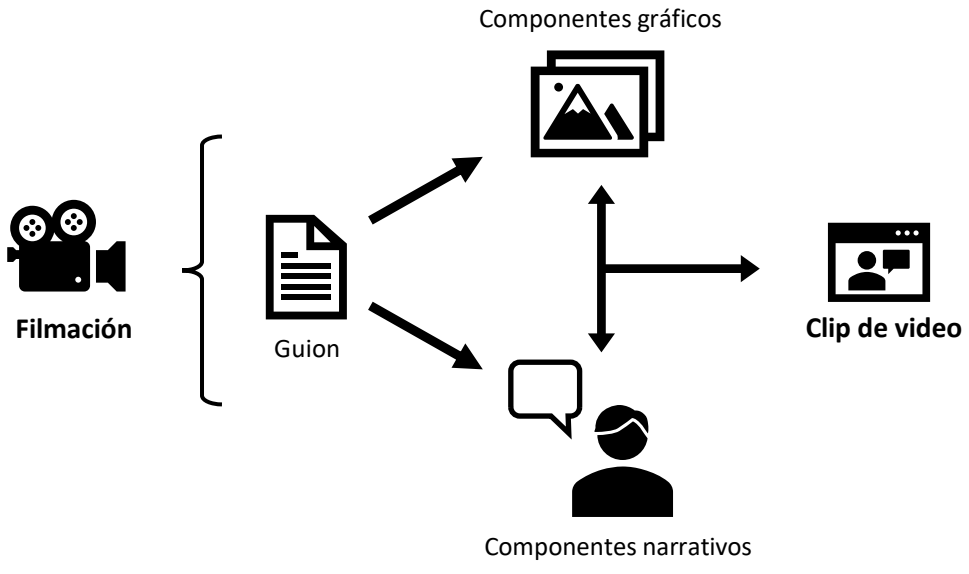 Componentes gráficos
Filmación
Guion
Clip de video
Componentes narrativos